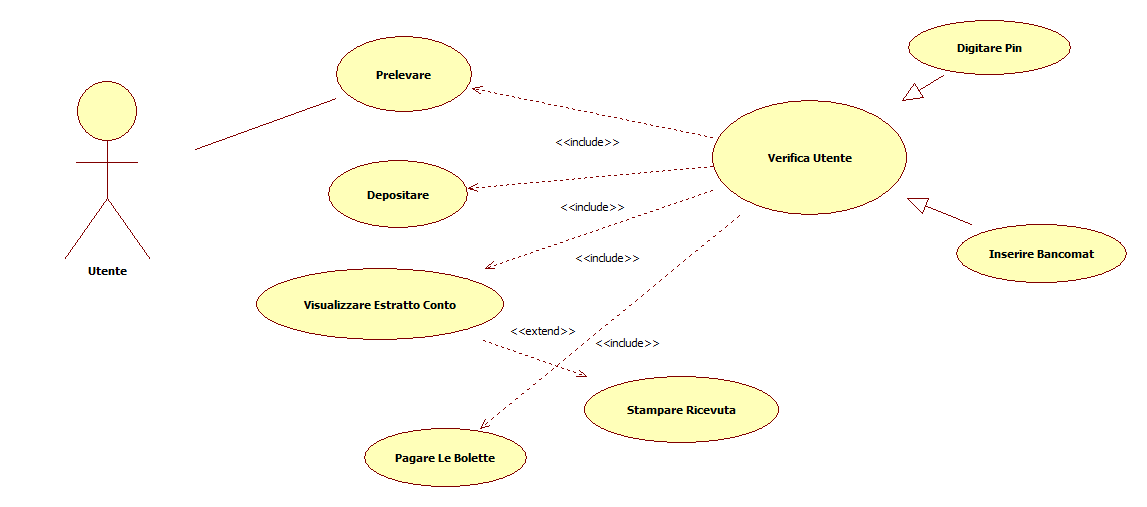 Digitare Pin
Prelevare
<<include>>
Verifica Utente
Depositare
<<include>>
Inserire Bancomat
<<include>>
Utente
Visualizzare Estratto Conto
<<extend>>
<<include>>
Stampare Ricevuta
Pagare Le Bolette